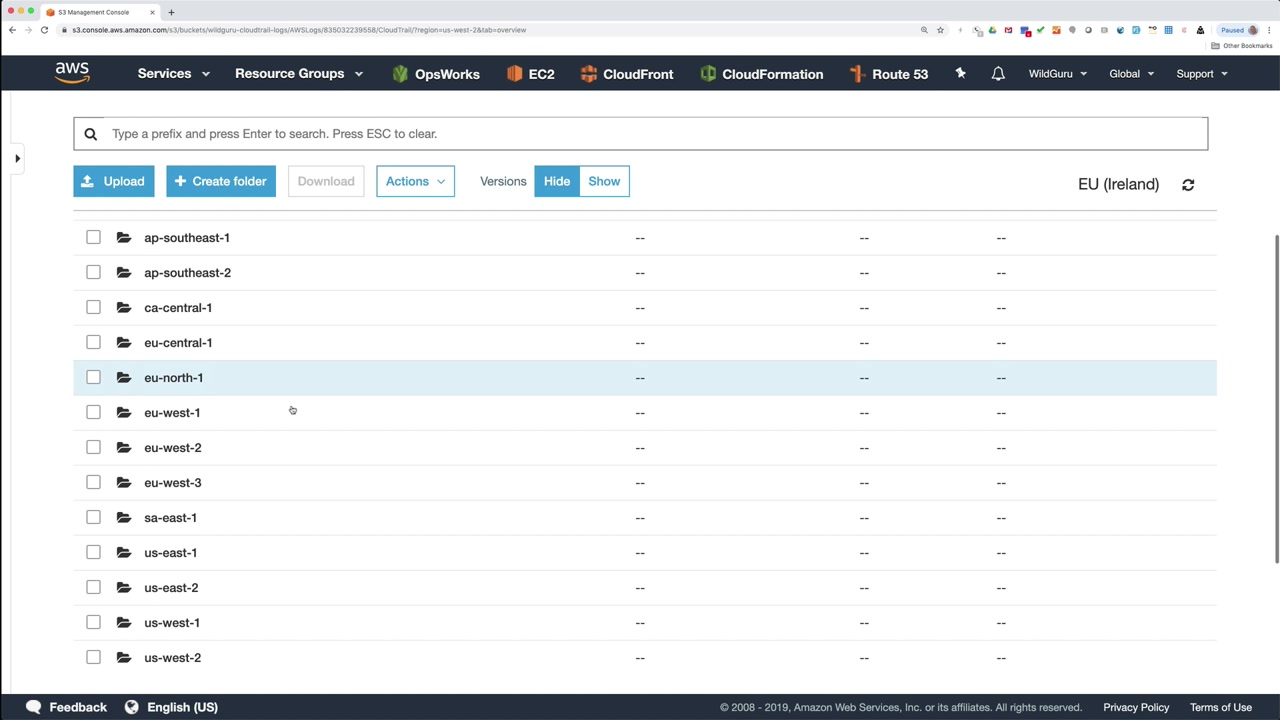 S3 Management Console
s3.console.aws.amazon.com/s3/buckets/wildguru-cloudtrail-logs/AWSLogs/835032239558/CloudTrail/?region=us-west-2&tab=overview
Paused
Other Bookmarks
aws
Services
Resource Groups
OpsWorks
EC2
CloudFront
CloudFormation
Route 53
WildGuru
Global
Support
Type a prefix and press Enter to search. Press ESC to clear.
Upload
Create folder
Download
Actions
Versions
Hide
Show
EU (Ireland)
ap-southeast-1 -- -- --
ap-southeast-2 -- -- --
ca-central-1 -- -- --
eu-central-1 -- -- --
eu-north-1 -- -- --
eu-west-1 -- -- --
eu-west-2 -- -- --
eu-west-3 -- -- --
sa-east-1 -- -- --
us-east-1 -- -- --
us-east-2 -- -- --
us-west-1 -- -- --
us-west-2 -- -- --
Feedback
English (US)
© 2008 - 2019, Amazon Web Services, Inc. or its affiliates. All rights reserved.
Privacy Policy
Terms of Use